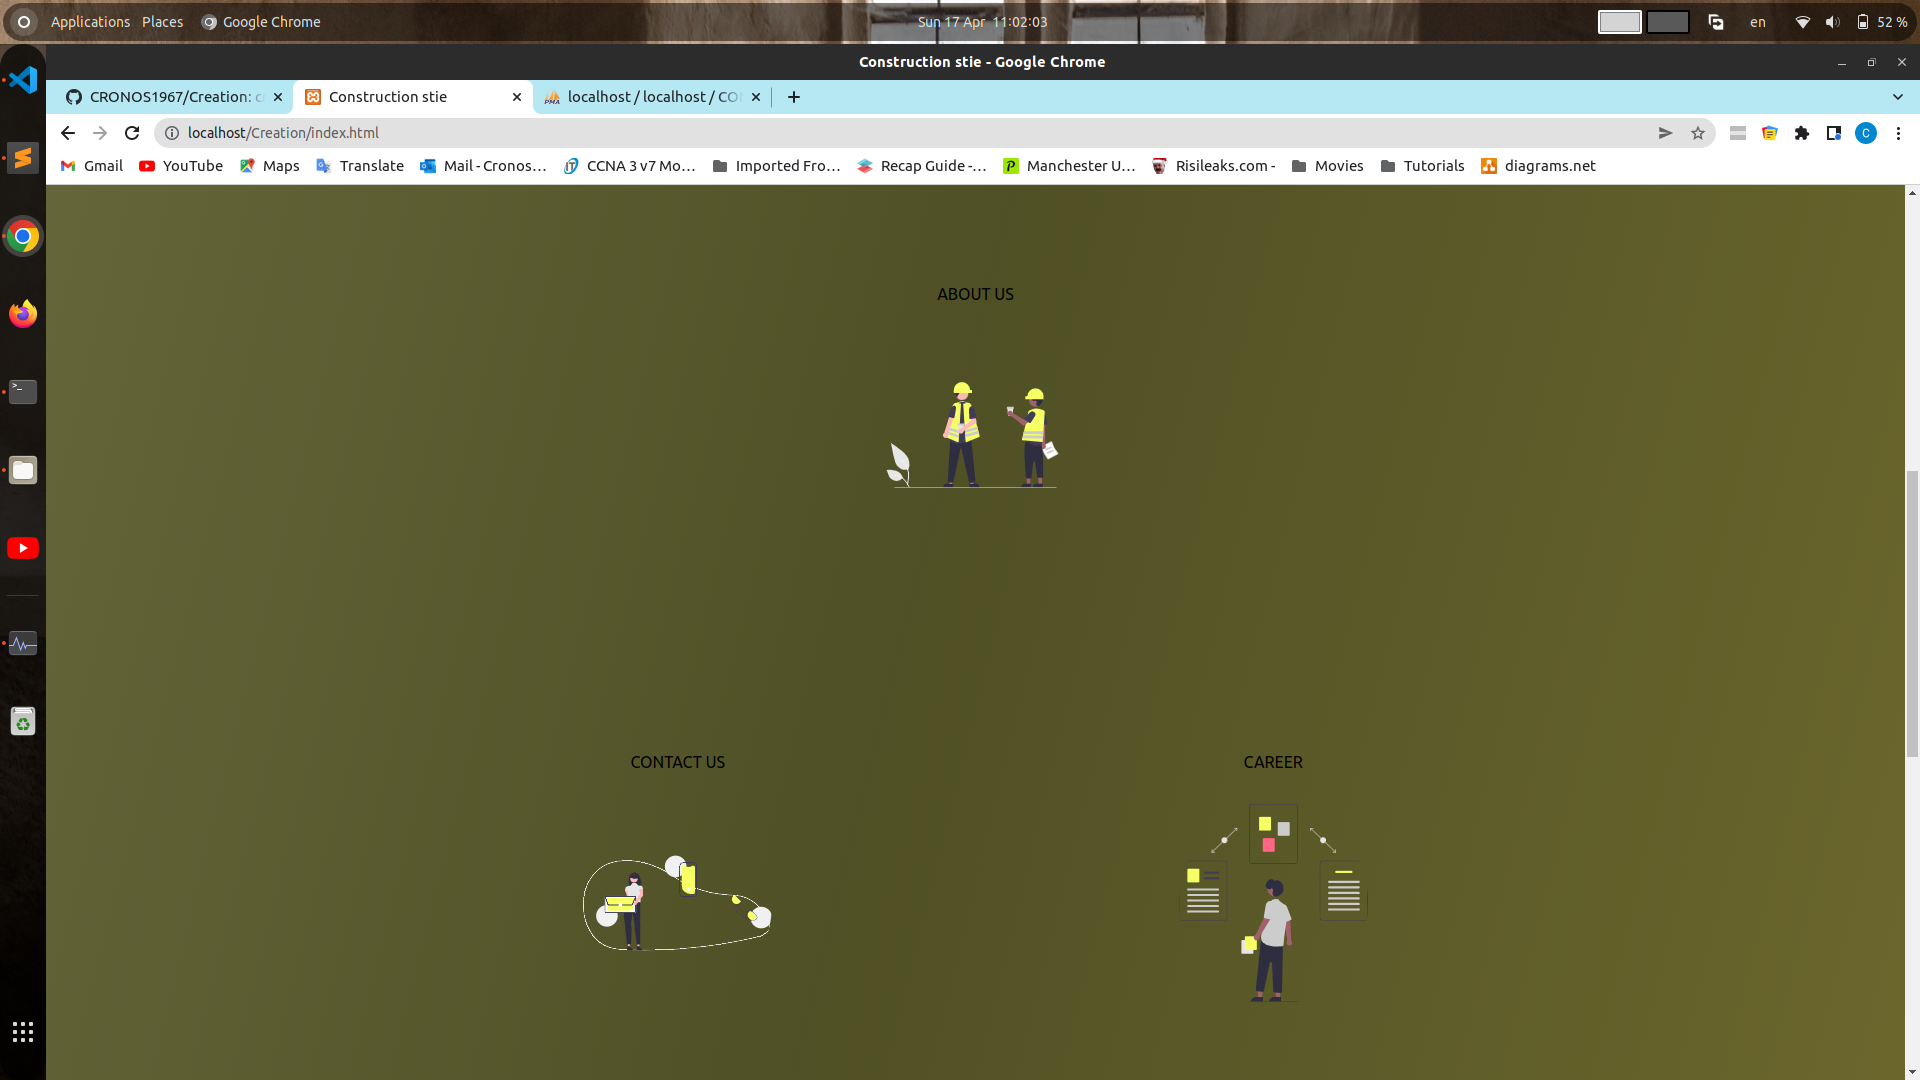 Applications Places Google Chrome Sun 17 Apr 11:02:03 en 52 %
Construction stie - Google Chrome
CRONOS1967/Creation: c Construction stie localhost / localhost / CO
localhost/Creation/index.html
Gmail YouTube Maps Translate Mail - Cronos... CCNA 3 v7 Mo... Imported Fro... Recap Guide -... Manchester U... Risileaks.com - Movies Tutorials diagrams.net
ABOUT US
CONTACT US CAREER